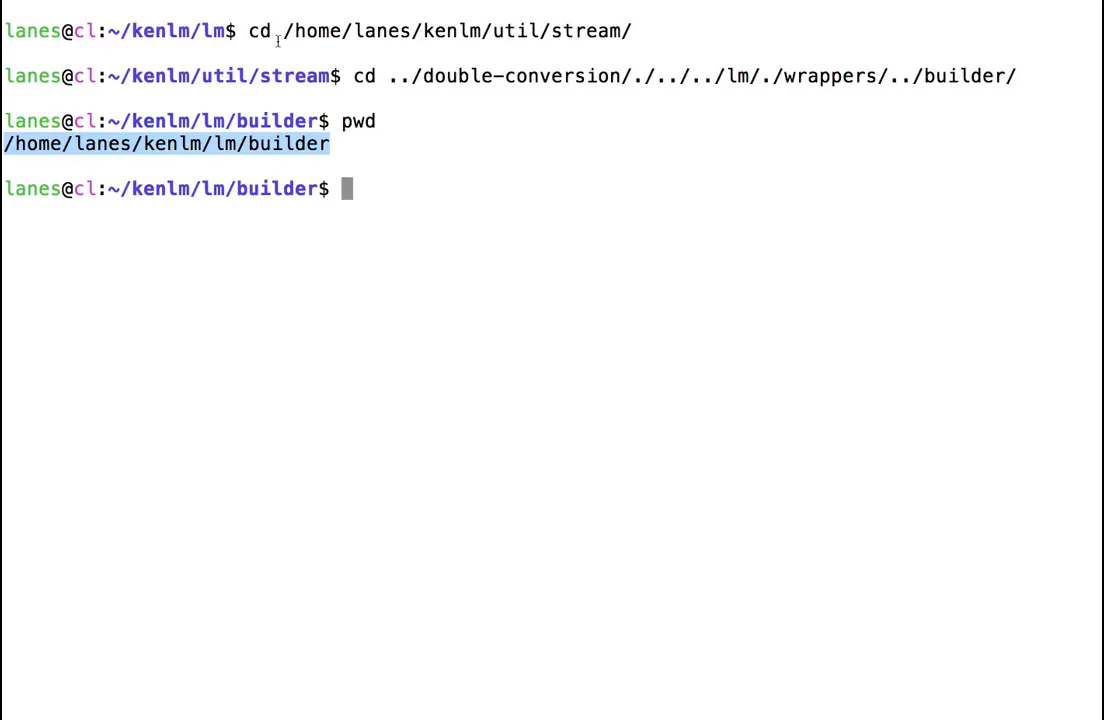 lanes@cl:~/kenlm/lm$ cd /home/lanes/kenlm/util/stream/
lanes@cl:~/kenlm/util/stream$ cd ../double-conversion/./../../lm/./wrappers/../builder/
lanes@cl:~/kenlm/lm/builder$ pwd
/home/lanes/kenlm/lm/builder
lanes@cl:~/kenlm/lm/builder$